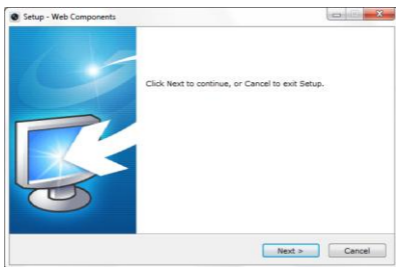 Setup - Web Components
Click Next to continue, or Cancel to exit Setup.
Next >
Cancel